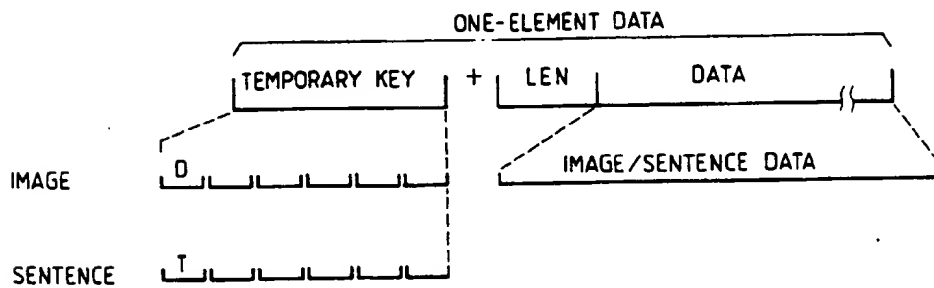 ONE-ELEMENT DATA
TEMPORARY KEY + LEN DATA
IMAGE D IMAGE/SENTENCE DATA
SENTENCE T